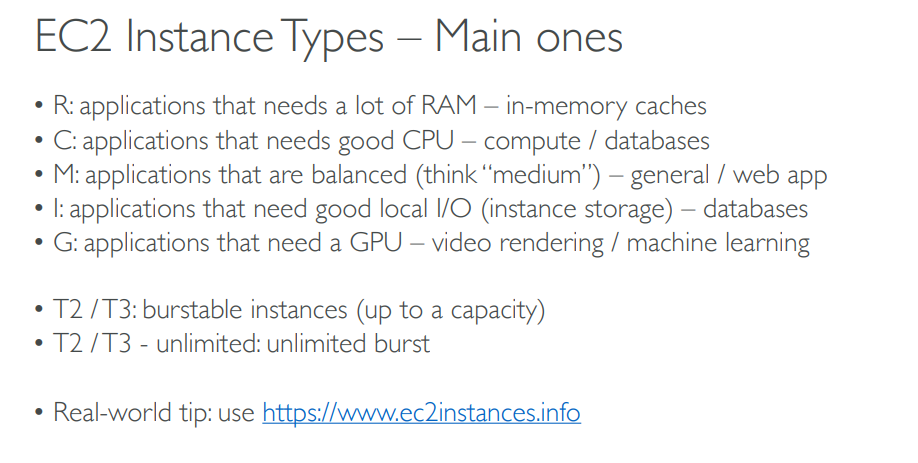 EC2 Instance Types – Main ones
• R: applications that needs a lot of RAM – in-memory caches
• C: applications that needs good CPU – compute / databases
• M: applications that are balanced (think “medium”) – general / web app
• I: applications that need good local I/O (instance storage) – databases
• G: applications that need a GPU – video rendering / machine learning
• T2 / T3: burstable instances (up to a capacity)
• T2 / T3 - unlimited: unlimited burst
• Real-world tip: use https://www.ec2instances.info